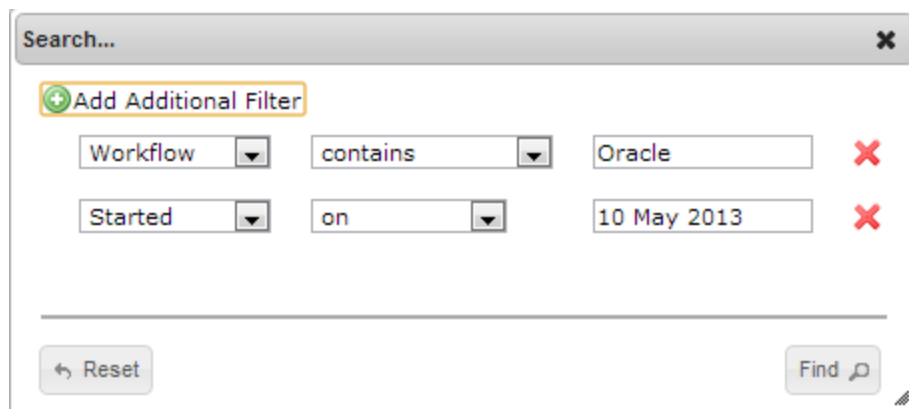 Search...
Add Additional Filter
Workflow contains Oracle
Started on 10 May 2013
Reset Find